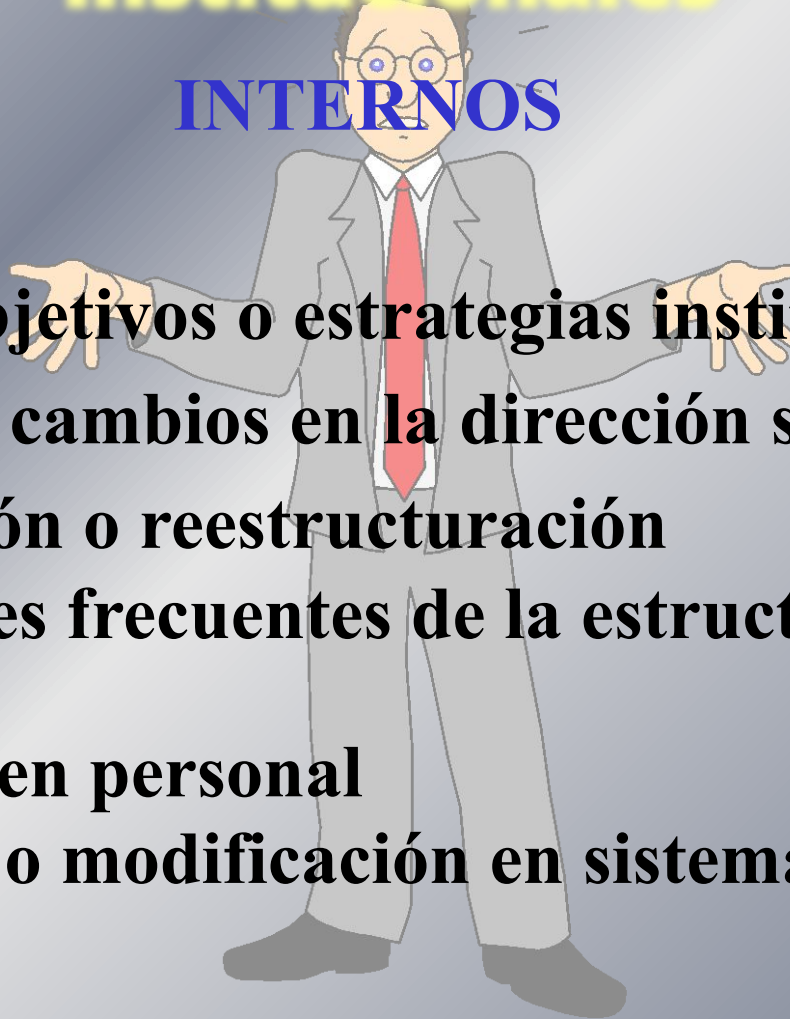 INTERNOS
bjetivos o estrategias insti
cambios en la dirección s
ón o reestructuración
es frecuentes de la estruct
en personal
o modificación en sistema